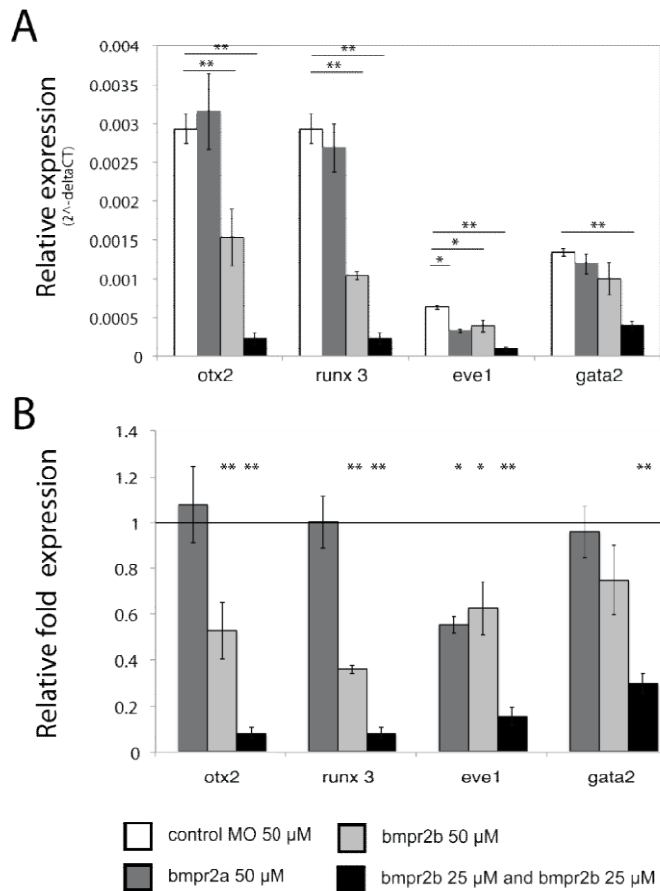 A
Relative expression
(2^-deltaCT)
0.004
0.0035
0.003
0.0025
0.002
0.0015
0.001
0.0005
0
**
**
**
**
**
*
*
**
otx2
runx 3
eve1
gata2
B
Relative fold expression
1.4
1.2
1
0.8
0.6
0.4
0.2
0
** **
** **
* * **
**
otx2
runx 3
eve1
gata2
control MO 50 µM
bmpr2b 50 µM
bmpr2a 50 µM
bmpr2b 25 µM and bmpr2b 25 µM